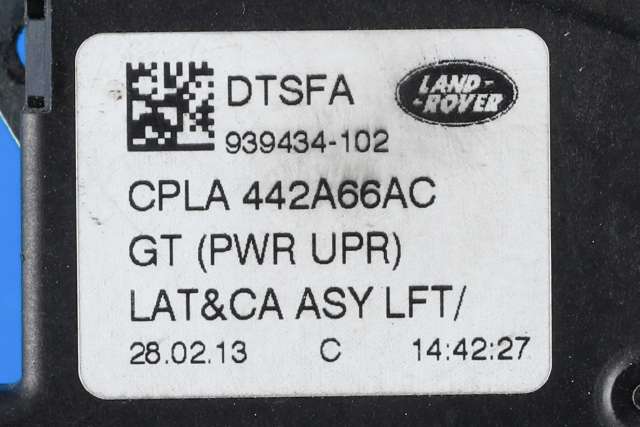 DTSFA
LAND-
-ROVER
939434-102
CPLA 442A66AC
GT (PWR UPR)
LAT&CA ASY LFT/
28.02.13 C 14:42:27